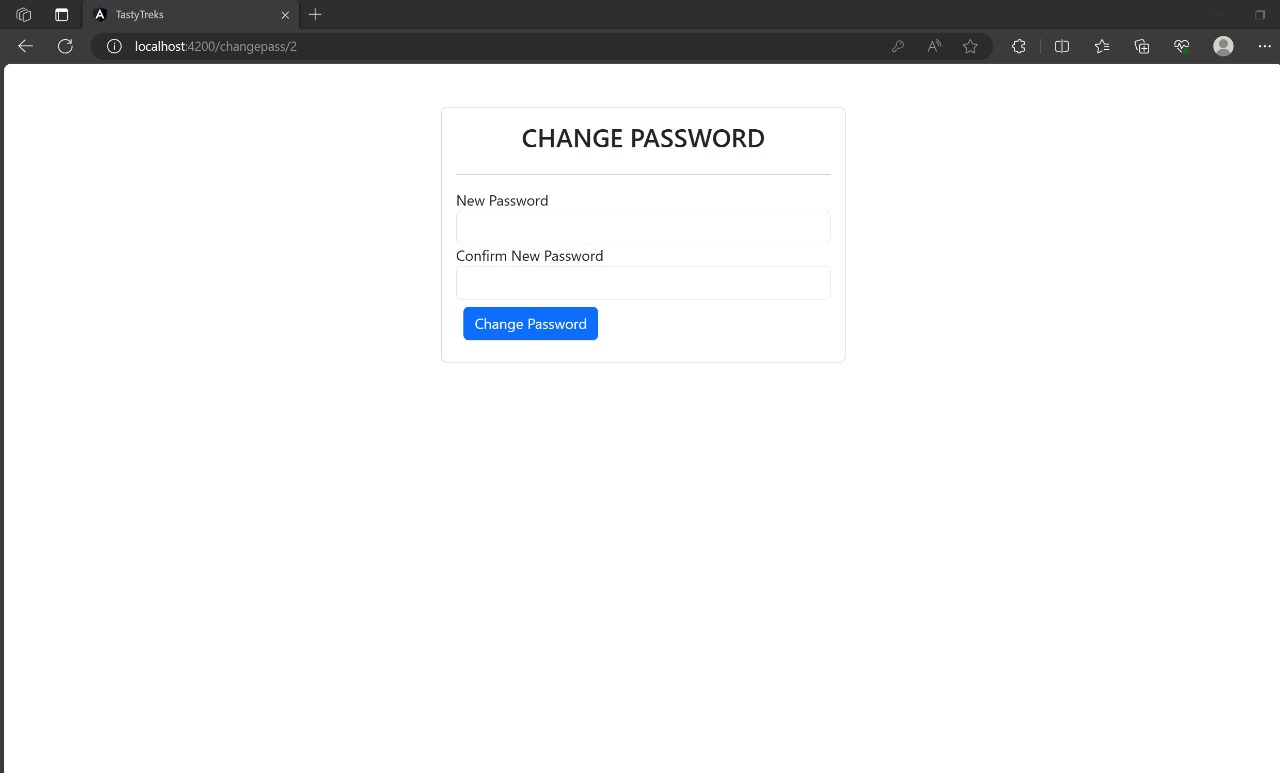 TastyTreks
localhost:4200/changepass/2
CHANGE PASSWORD
New Password
Confirm New Password
Change Password